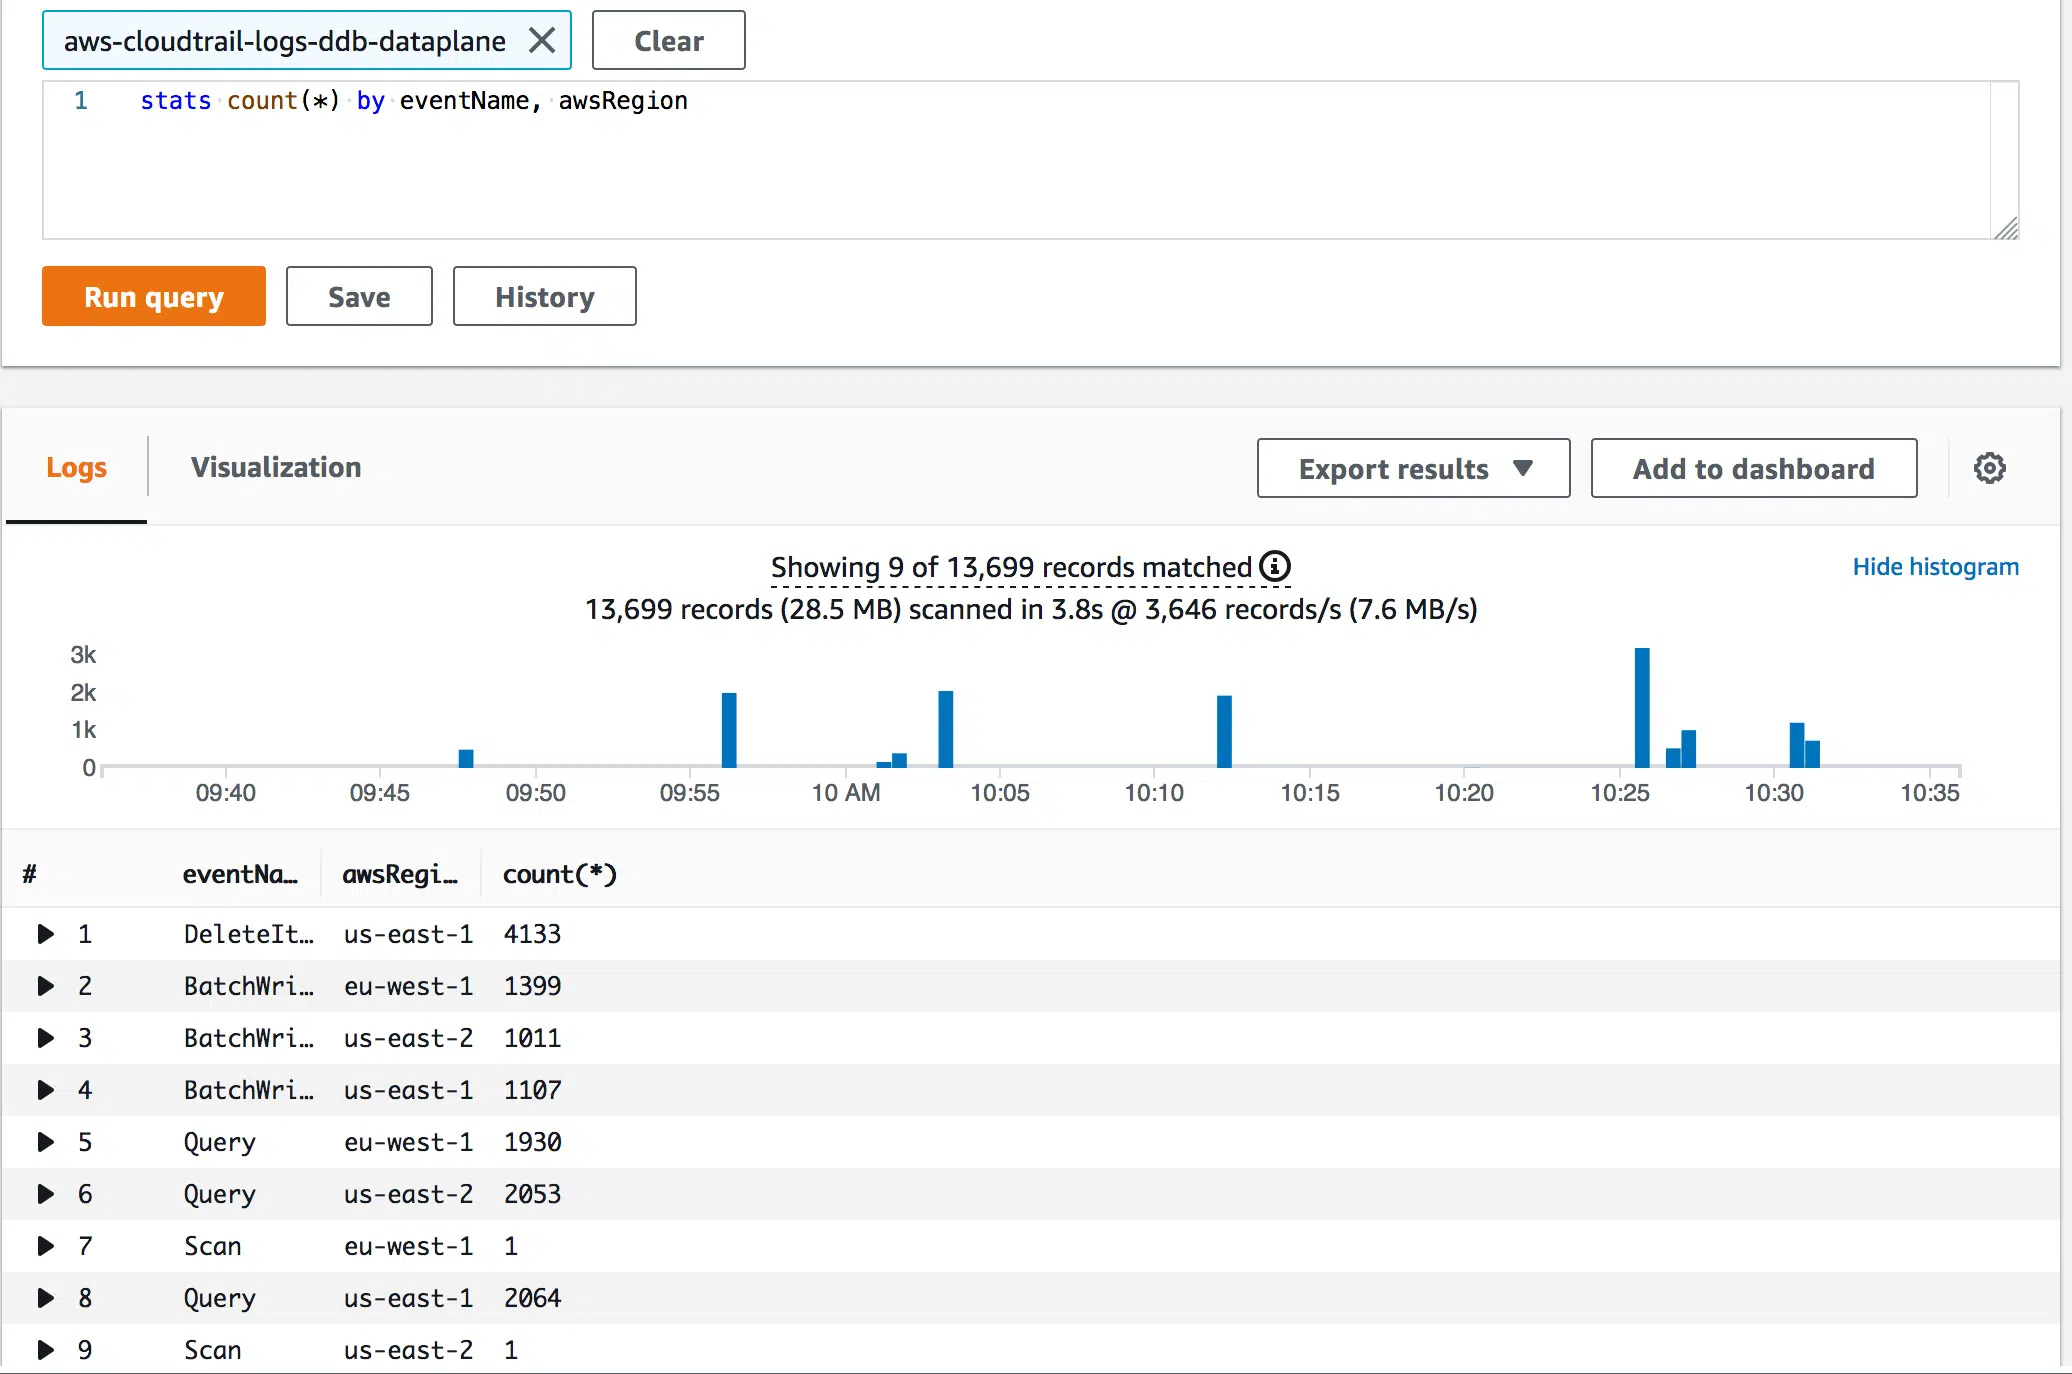 aws-cloudtrail-logs-ddb-dataplane Clear
1 stats count(*) by eventName, awsRegion
Run query Save History
Logs Visualization Export results Add to dashboard
Showing 9 of 13,699 records matched Hide histogram
13,699 records (28.5 MB) scanned in 3.8s @ 3,646 records/s (7.6 MB/s)
3k
2k
1k
0
09:40 09:45 09:50 09:55 10 AM 10:05 10:10 10:15 10:20 10:25 10:30 10:35
# eventNa… awsRegi… count(*)
1 DeleteIt… us-east-1 4133
2 BatchWri… eu-west-1 1399
3 BatchWri… us-east-2 1011
4 BatchWri… us-east-1 1107
5 Query eu-west-1 1930
6 Query us-east-2 2053
7 Scan eu-west-1 1
8 Query us-east-1 2064
9 Scan us-east-2 1